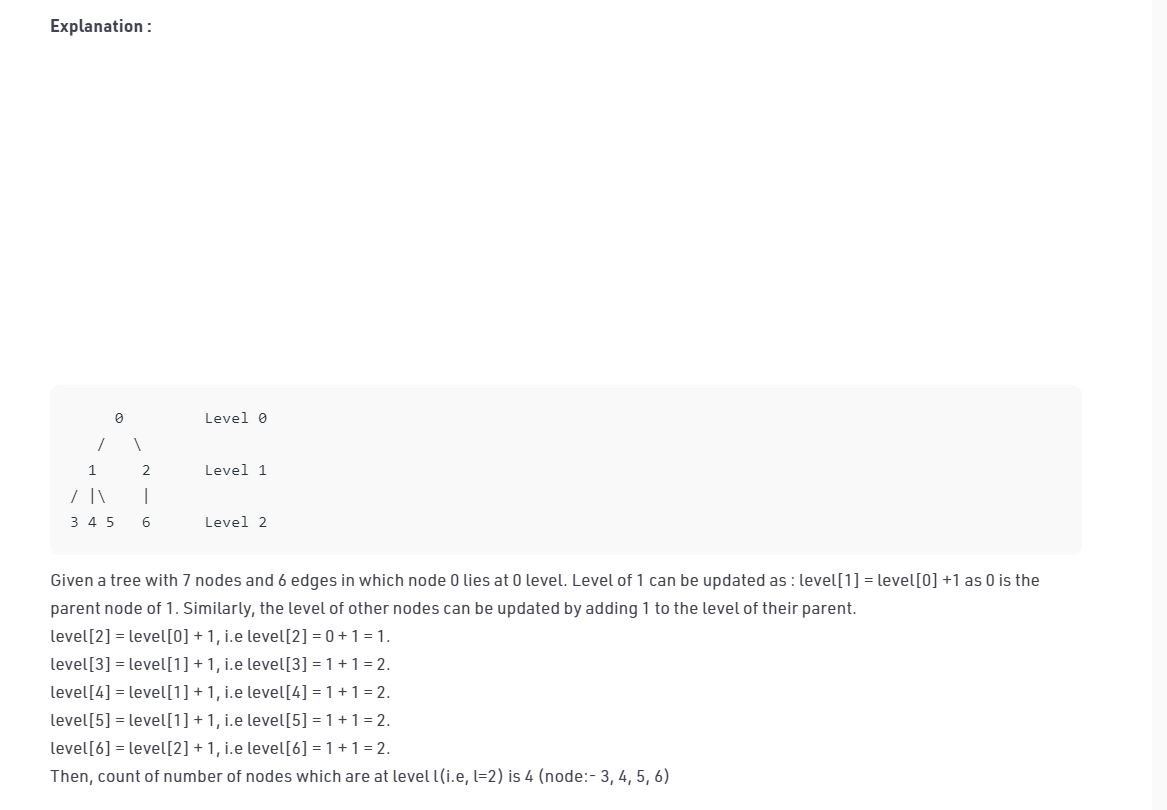 Explanation :
      0         Level 0
   /   \
  1     2      Level 1
/ |\    |
3 4 5   6       Level 2
Given a tree with 7 nodes and 6 edges in which node 0 lies at 0 level. Level of 1 can be updated as : level[1] = level[0] +1 as 0 is the
parent node of 1. Similarly, the level of other nodes can be updated by adding 1 to the level of their parent.
level[2] = level[0] + 1, i.e level[2] = 0 + 1 = 1.
level[3] = level[1] + 1, i.e level[3] = 1 + 1 = 2.
level[4] = level[1] + 1, i.e level[4] = 1 + 1 = 2.
level[5] = level[1] + 1, i.e level[5] = 1 + 1 = 2.
level[6] = level[2] + 1, i.e level[6] = 1 + 1 = 2.
Then, count of number of nodes which are at level l(i.e, l=2) is 4 (node:- 3, 4, 5, 6)